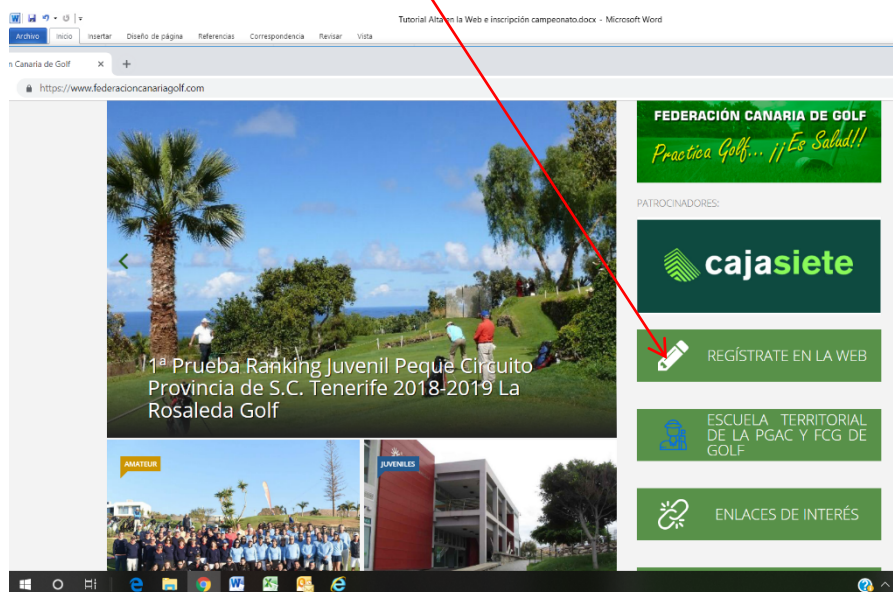 Tutorial Alta en la Web e inscripción campeonato.docx - Microsoft Word
Archivo Inicio Insertar Diseño de página Referencias Correspondencia Revisar Vista
n Canaria de Golf
https://www.federacioncanariagolf.com
FEDERACIÓN CANARIA DE GOLF
Practica Golf... ¡¡Es Salud!!
PATROCINADORES:
cajasiete
REGÍSTRATE EN LA WEB
1ª Prueba Ranking Juvenil Peque Circuito
Provincia de S.C. Tenerife 2018-2019 La
Rosaleda Golf
ESCUELA TERRITORIAL
DE LA PGAC Y FCG DE
GOLF
AMATEUR
JUVENILES
ENLACES DE INTERÉS